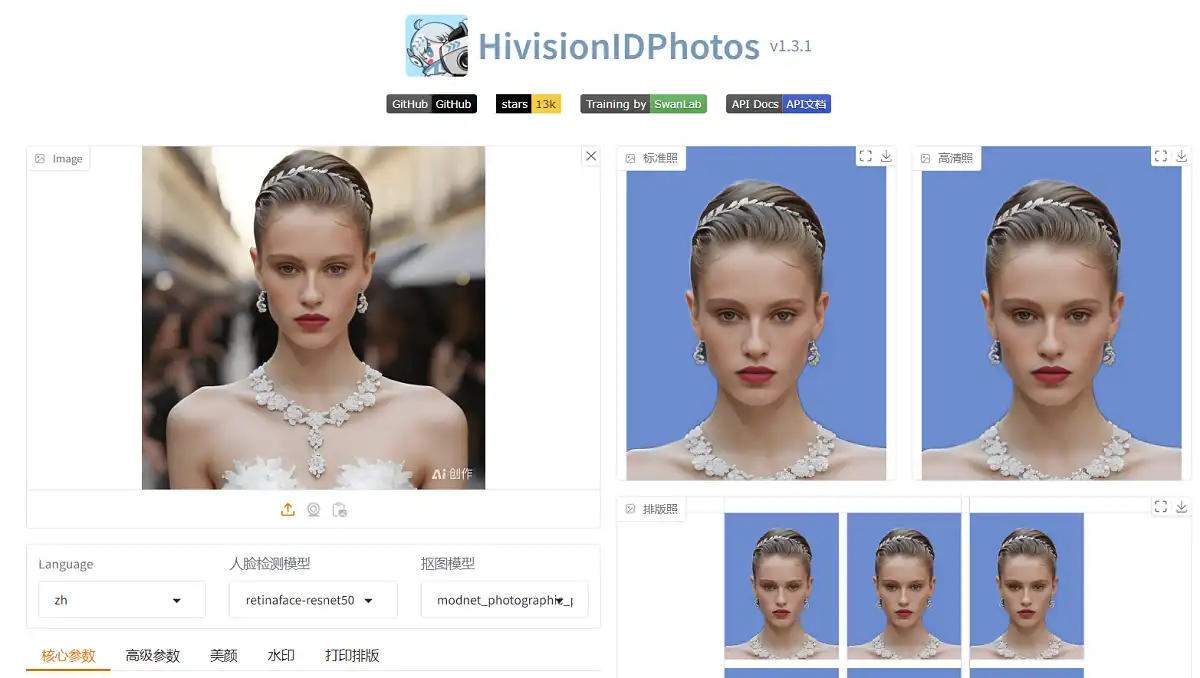 HivisionIDPhotos v1.3.1
GitHub GitHub stars 13k Training by SwanLab API Docs API文档
Image
标准照
高清照
Ai 创作
排版照
Language 人脸检测模型 抠图模型
zh retinaface-resnet50 modnet_photographic_p
核心参数 高级参数 美颜 水印 打印排版